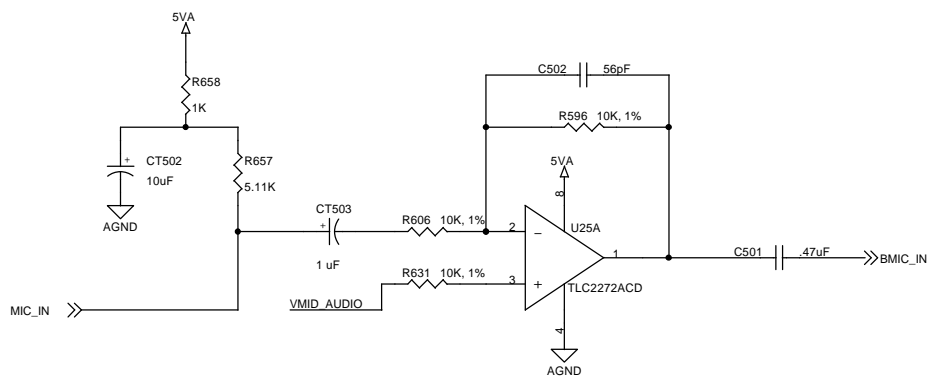 5VA
R658
1K
CT502
10uF
AGND
+
R657
5.11K
MIC_IN
CT503
+
1 uF
R606 10K, 1%
R631 10K, 1%
VMID_AUDIO
C502 56pF
R596 10K, 1%
5VA
8
U25A
2
−
3
+
1
TLC2272ACD
4
AGND
C501 .47uF
BMIC_IN